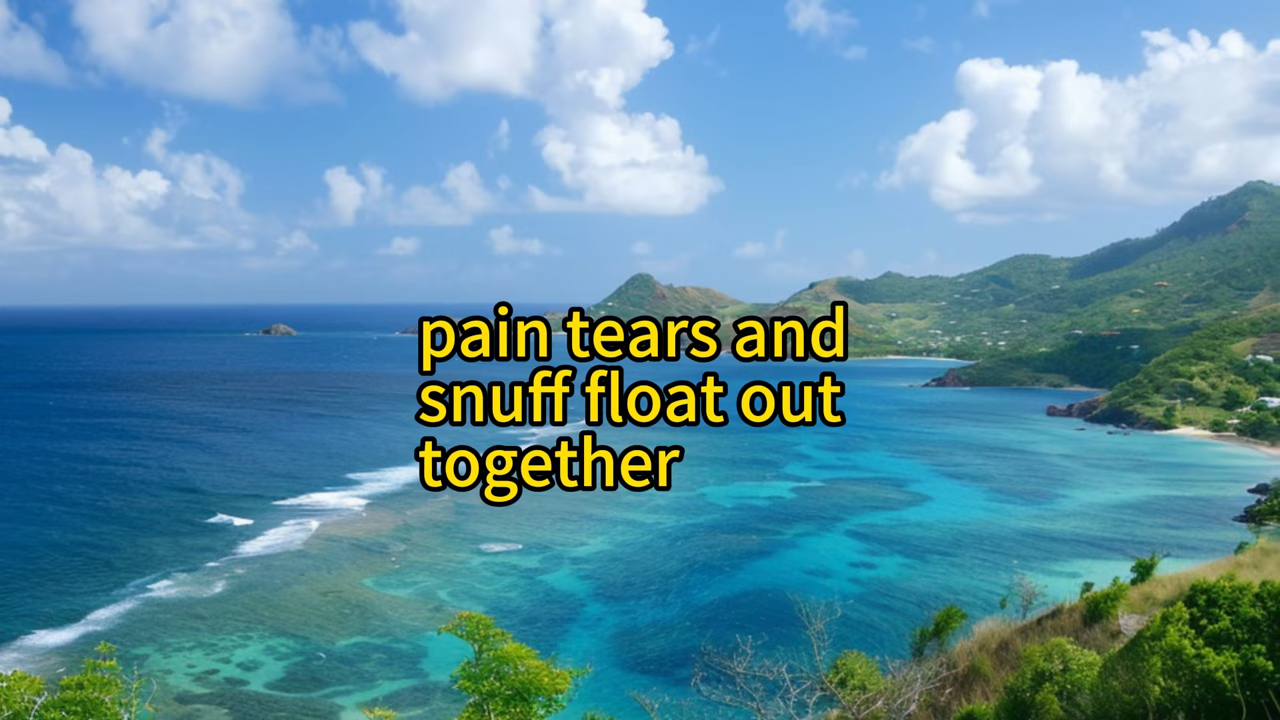 pain tears and
snuff float out
together